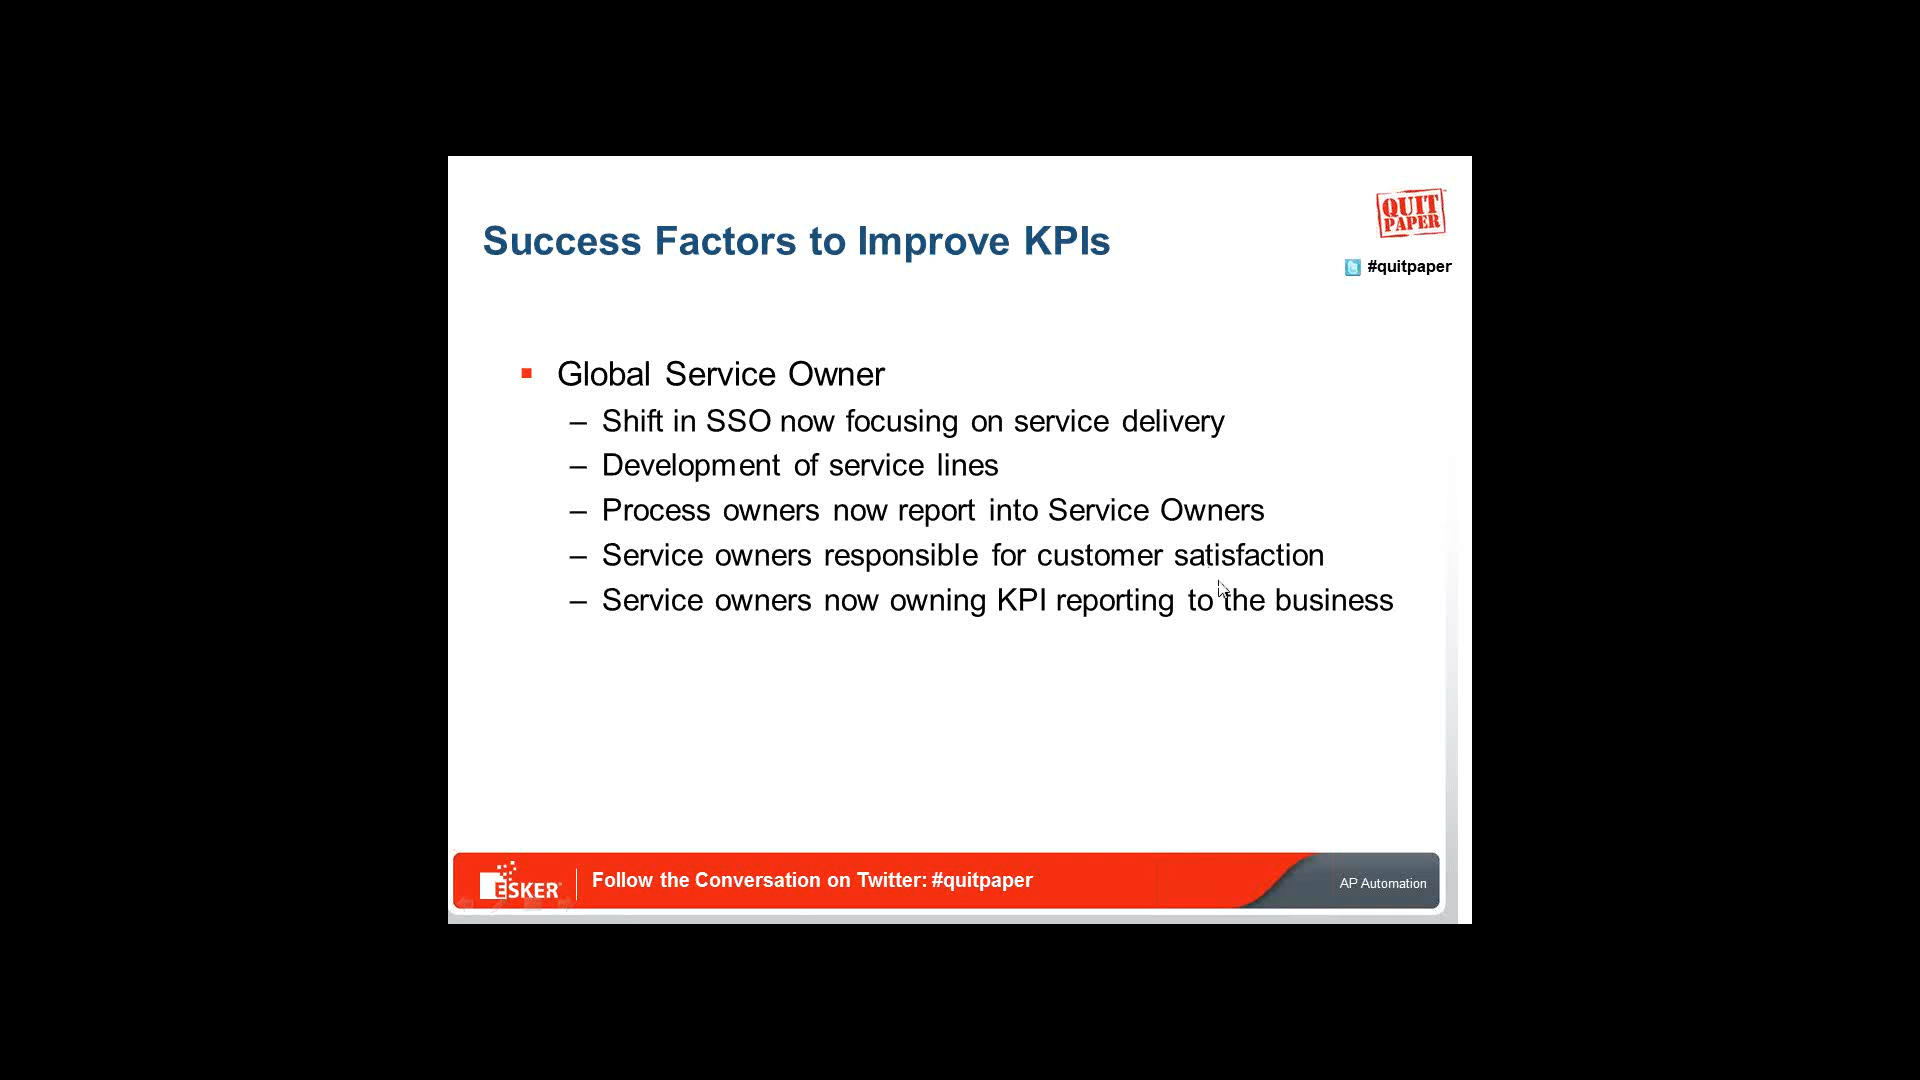 QUIT
PAPER
Success Factors to Improve KPIs
#quitpaper
Global Service Owner
– Shift in SSO now focusing on service delivery
– Development of service lines
– Process owners now report into Service Owners
– Service owners responsible for customer satisfaction
– Service owners now owning KPI reporting to the business
ESKER
Follow the Conversation on Twitter: #quitpaper
AP Automation